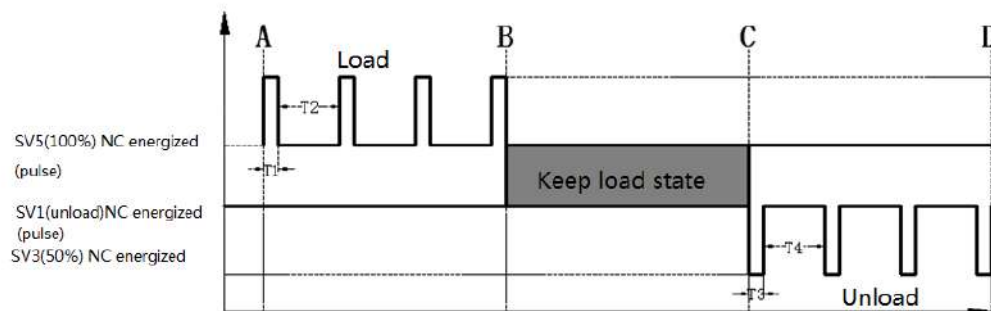 A B C D
Load
T2
SV5(100%) NC energized
(pulse)
T1
Keep load state
SV1(unload)NC energized
(pulse)
T4
SV3(50%) NC energized
T3
Unload